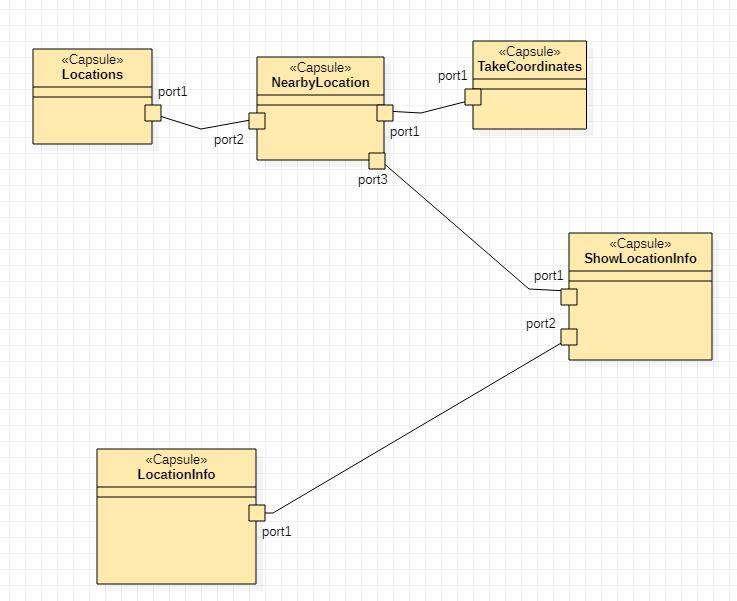 «Capsule»
Locations
port1
«Capsule»
NearbyLocation
port2
port1
port3
«Capsule»
TakeCoordinates
port1
«Capsule»
ShowLocationInfo
port1
port2
«Capsule»
LocationInfo
port1